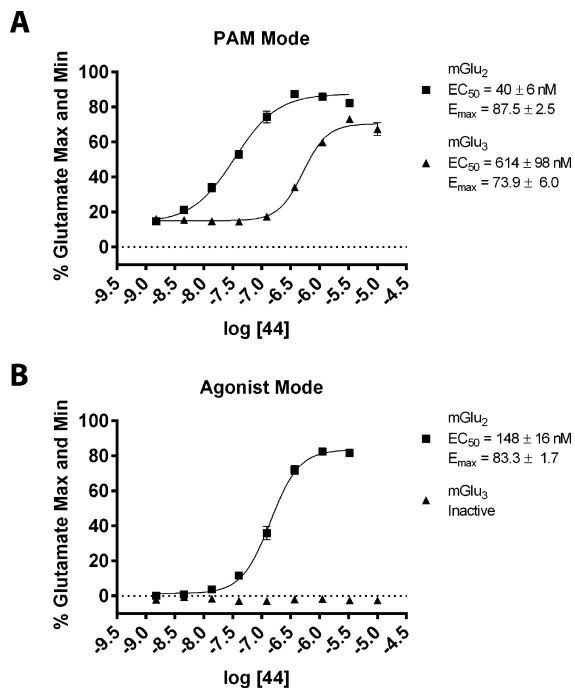 A
PAM Mode
% Glutamate Max and Min
100
80
60
40
20
0
-9.5 -9.0 -8.5 -8.0 -7.5 -7.0 -6.5 -6.0 -5.5 -5.0 -4.5
log [44]
mGlu2
EC50 = 40 ± 6 nM
Emax = 87.5 ± 2.5
mGlu3
EC50 = 614 ± 98 nM
Emax = 73.9 ± 6.0
B
Agonist Mode
% Glutamate Max and Min
100
80
60
40
20
0
-9.5 -9.0 -8.5 -8.0 -7.5 -7.0 -6.5 -6.0 -5.5 -5.0 -4.5
log [44]
mGlu2
EC50 = 148 ± 16 nM
Emax = 83.3 ± 1.7
mGlu3
Inactive